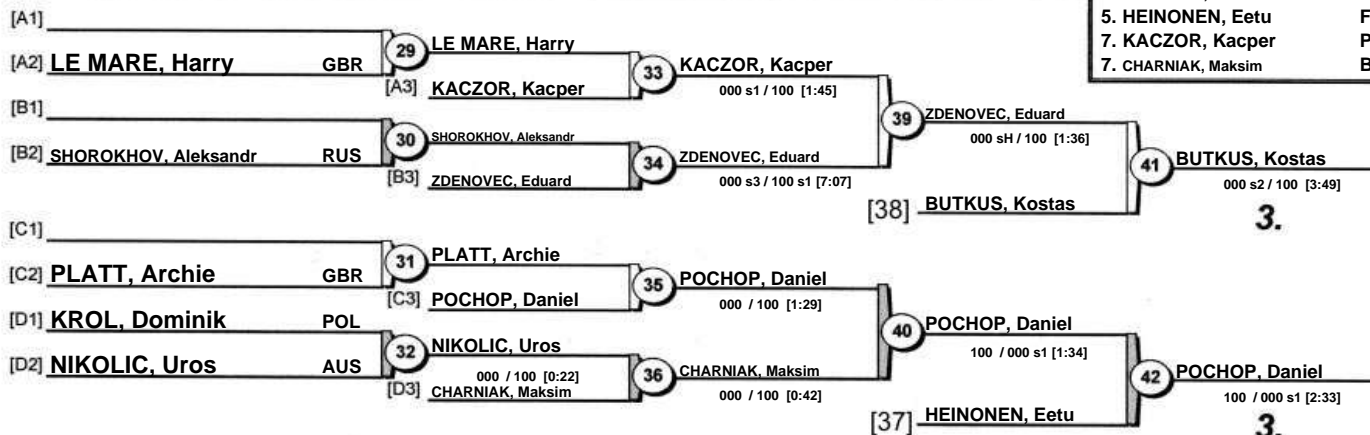 5. HEINONEN, Eetu F
7. KACZOR, Kacper P
7. CHARNIAK, Maksim B
[A1]
[A2] LE MARE, Harry GBR
29
LE MARE, Harry
[A3] KACZOR, Kacper
33
KACZOR, Kacper
000 s1 / 100 [1:45]
[B1]
[B2] SHOROKHOV, Aleksandr RUS
30
SHOROKHOV, Aleksandr
[B3] ZDENOVEC, Eduard
34
ZDENOVEC, Eduard
000 s3 / 100 s1 [7:07]
39
ZDENOVEC, Eduard
000 sH / 100 [1:36]
[38] BUTKUS, Kostas
41
BUTKUS, Kostas
000 s2 / 100 [3:49]
3.
[C1]
[C2] PLATT, Archie GBR
31
PLATT, Archie
[C3] POCHOP, Daniel
35
POCHOP, Daniel
000 / 100 [1:29]
[D1] KROL, Dominik POL
[D2] NIKOLIC, Uros AUS
32
NIKOLIC, Uros
000 / 100 [0:22]
[D3] CHARNIAK, Maksim
36
CHARNIAK, Maksim
000 / 100 [0:42]
40
POCHOP, Daniel
100 / 000 s1 [1:34]
[37] HEINONEN, Eetu
42
POCHOP, Daniel
100 / 000 s1 [2:33]
3.